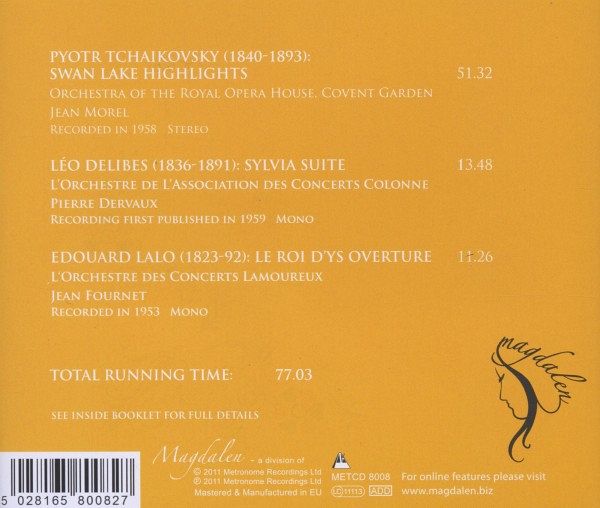 PYOTR TCHAIKOVSKY (1840-1893):
SWAN LAKE HIGHLIGHTS 51.32
ORCHESTRA OF THE ROYAL OPERA HOUSE, COVENT GARDEN
JEAN MOREL
RECORDED IN 1958 STEREO
LÉO DELIBES (1836-1891): SYLVIA SUITE 13.48
L'ORCHESTRE DE L'ASSOCIATION DES CONCERTS COLONNE
PIERRE DERVAUX
RECORDING FIRST PUBLISHED IN 1959 MONO
EDOUARD LALO (1823-92): LE ROI D'YS OVERTURE 11.26
L'ORCHESTRE DES CONCERTS LAMOUREUX
JEAN FOURNET
RECORDED IN 1953 MONO
magdalen
TOTAL RUNNING TIME: 77.03
SEE INSIDE BOOKLET FOR FULL DETAILS
Magdalen - a division of
℗ 2011 Metronome Recordings Ltd
© 2011 Metronome Recordings Ltd
Mastered & Manufactured in EU
METCD 8008
LC 11113 ADD
For online features please visit
www.magdalen.biz
5 028165 800827